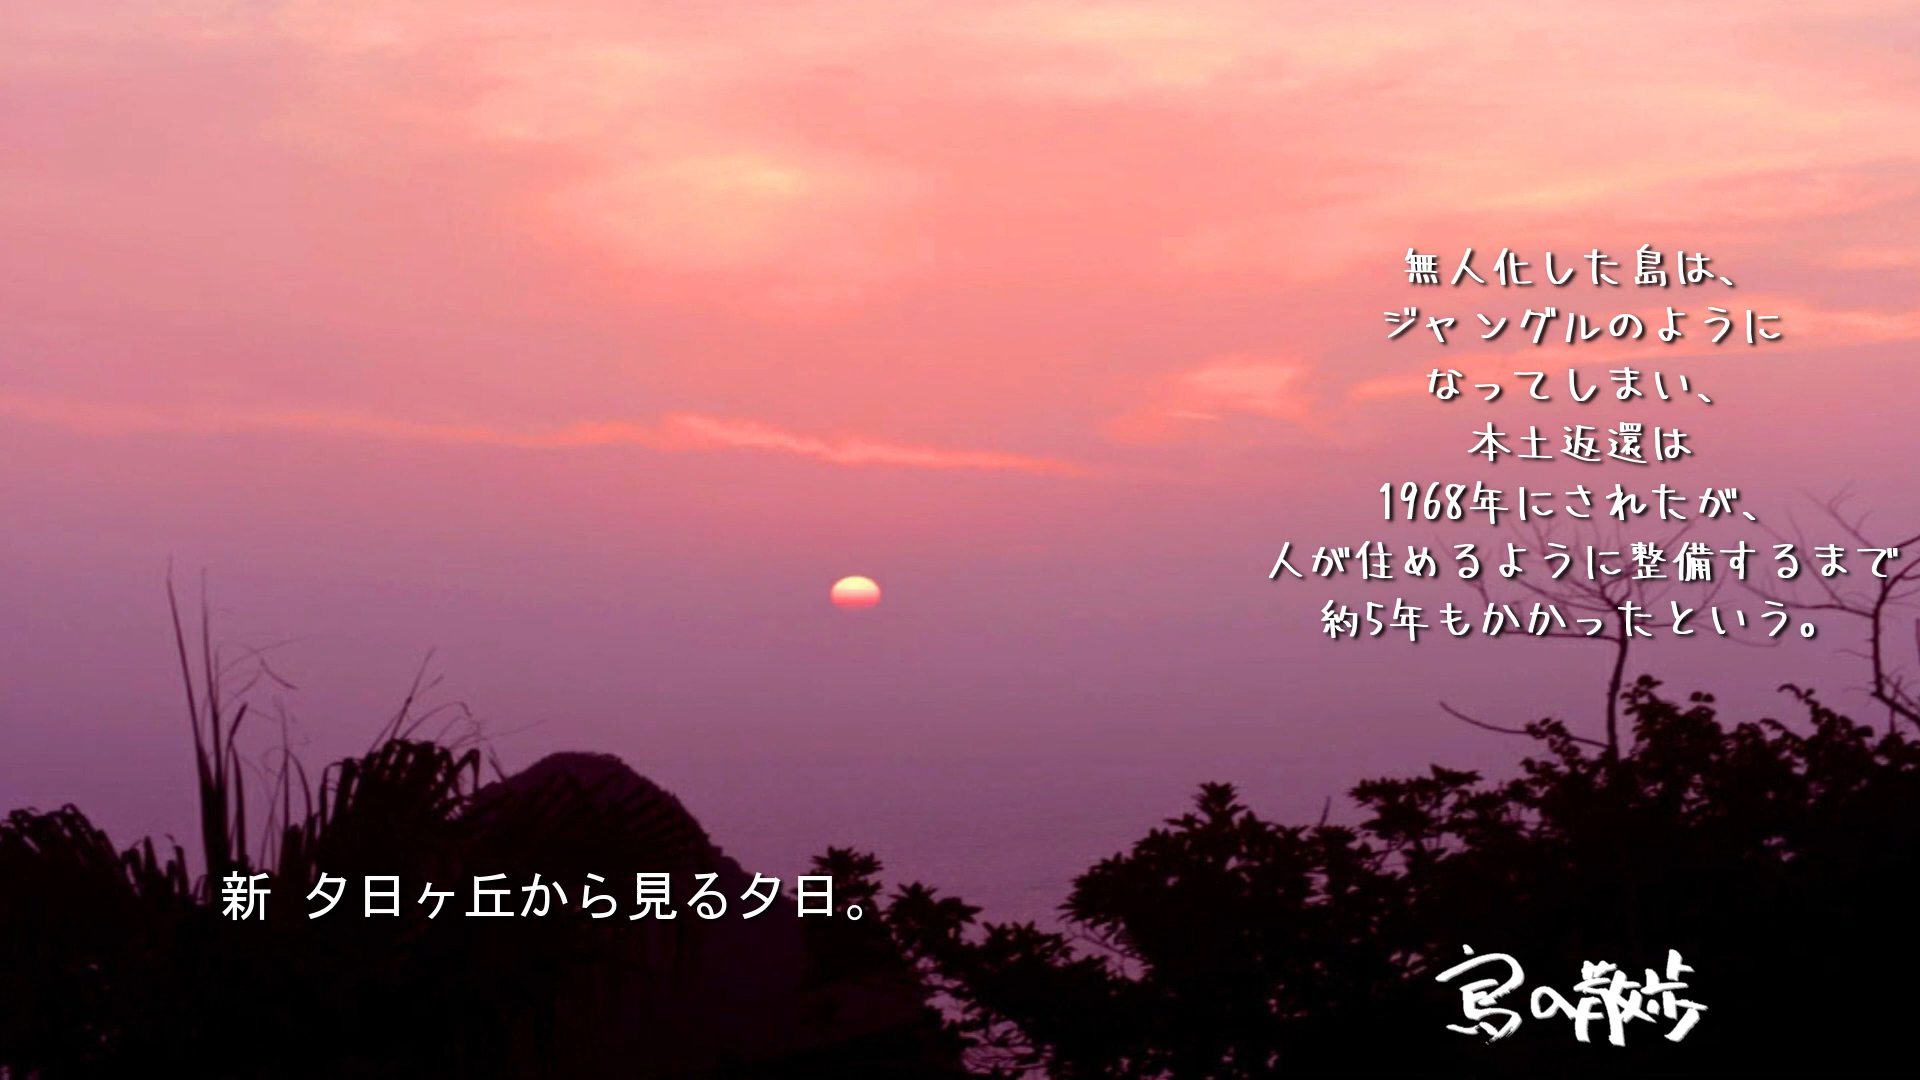 無人化した島は、
ジャングルのように
なってしまい、
本土返還は
1968年にされたが、
人が住めるように整備するまで
約5年もかかったという。
新 夕日ヶ丘から見る夕日。
島の散歩